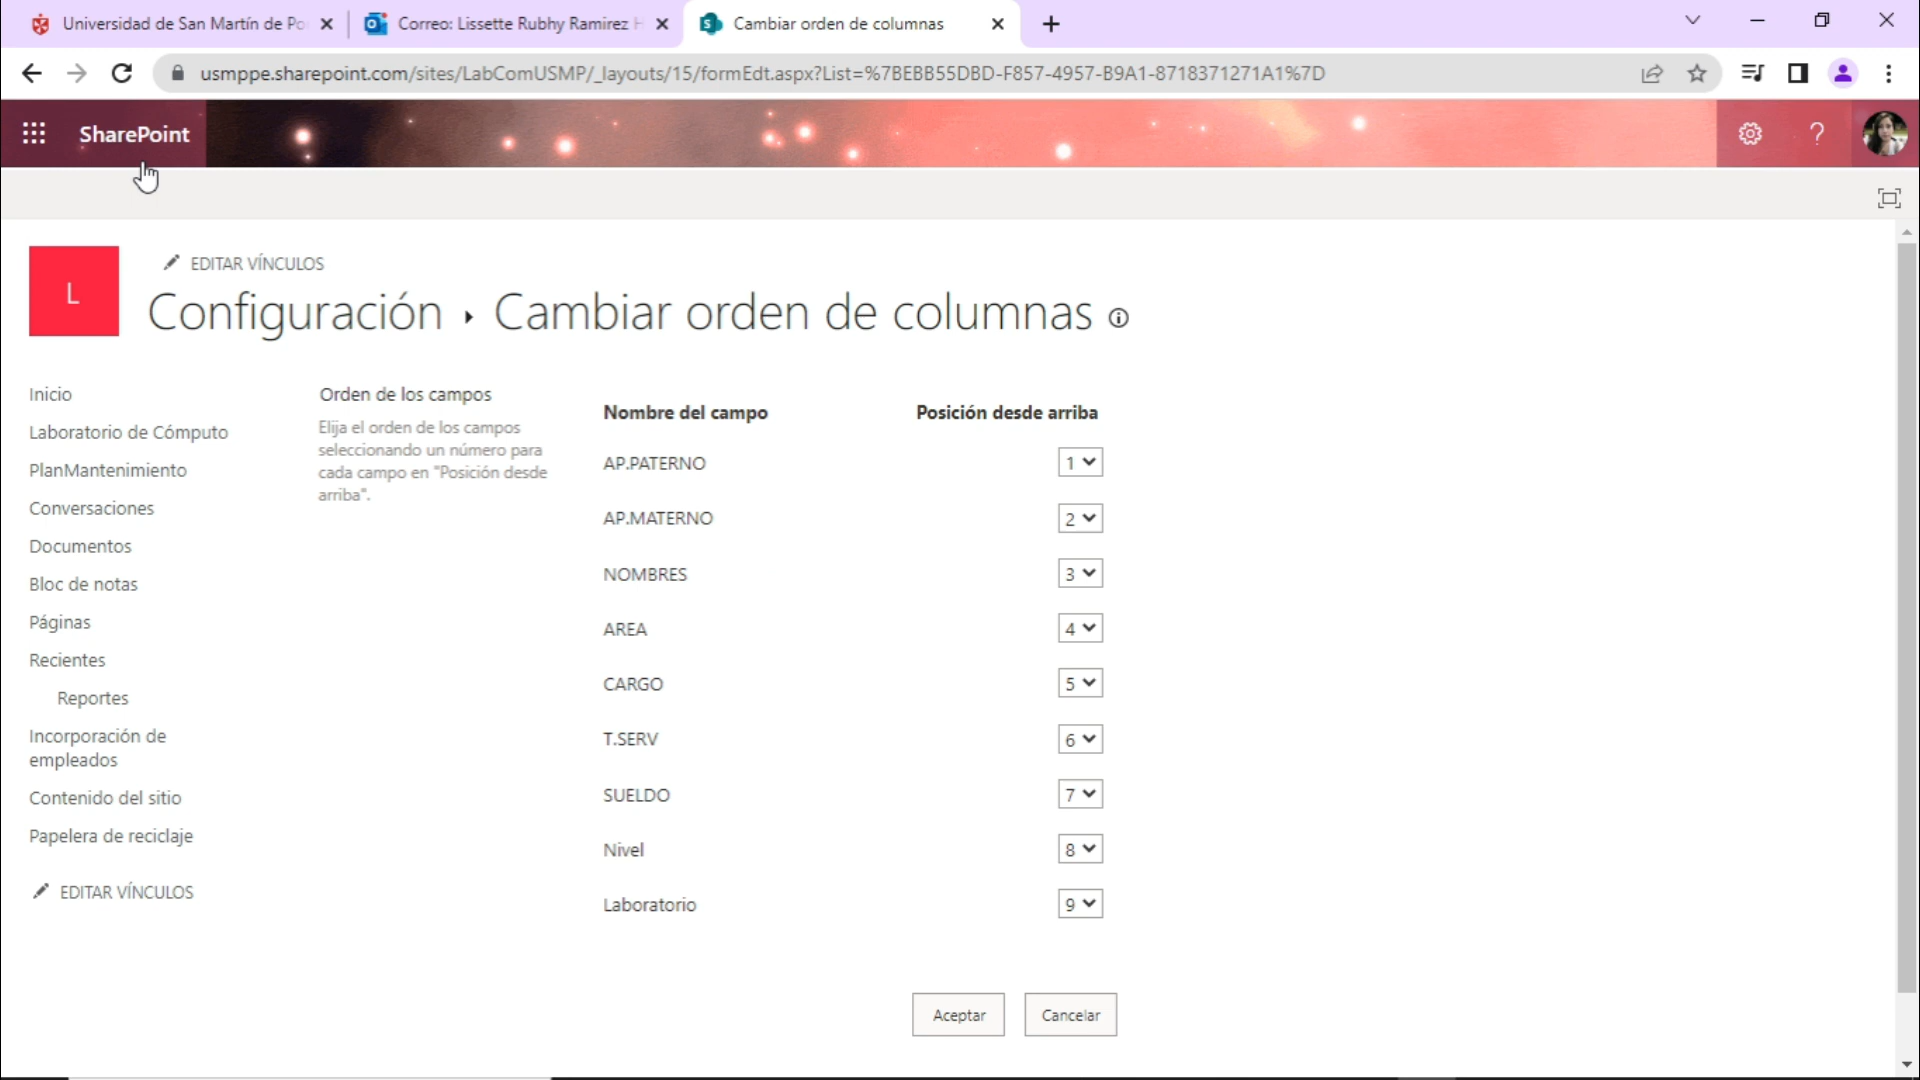 Universidad de San Martín de Po
Correo: Lissette Rubhy Ramirez H
Cambiar orden de columnas
usmppe.sharepoint.com/sites/LabComUSMP/_layouts/15/formEdt.aspx?List=%7BEBB55DBD-F857-4957-B9A1-8718371271A1%7D
SharePoint
?
L
EDITAR VÍNCULOS
Configuración ▸ Cambiar orden de columnas
Inicio
Laboratorio de Cómputo
PlanMantenimiento
Conversaciones
Documentos
Bloc de notas
Páginas
Recientes
Reportes
Incorporación de
empleados
Contenido del sitio
Papelera de reciclaje
EDITAR VÍNCULOS
Orden de los campos
Elija el orden de los campos
seleccionando un número para
cada campo en "Posición desde
arriba".
Nombre del campo Posición desde arriba
AP.PATERNO 1
AP.MATERNO 2
NOMBRES 3
AREA 4
CARGO 5
T.SERV 6
SUELDO 7
Nivel 8
Laboratorio 9
Aceptar Cancelar